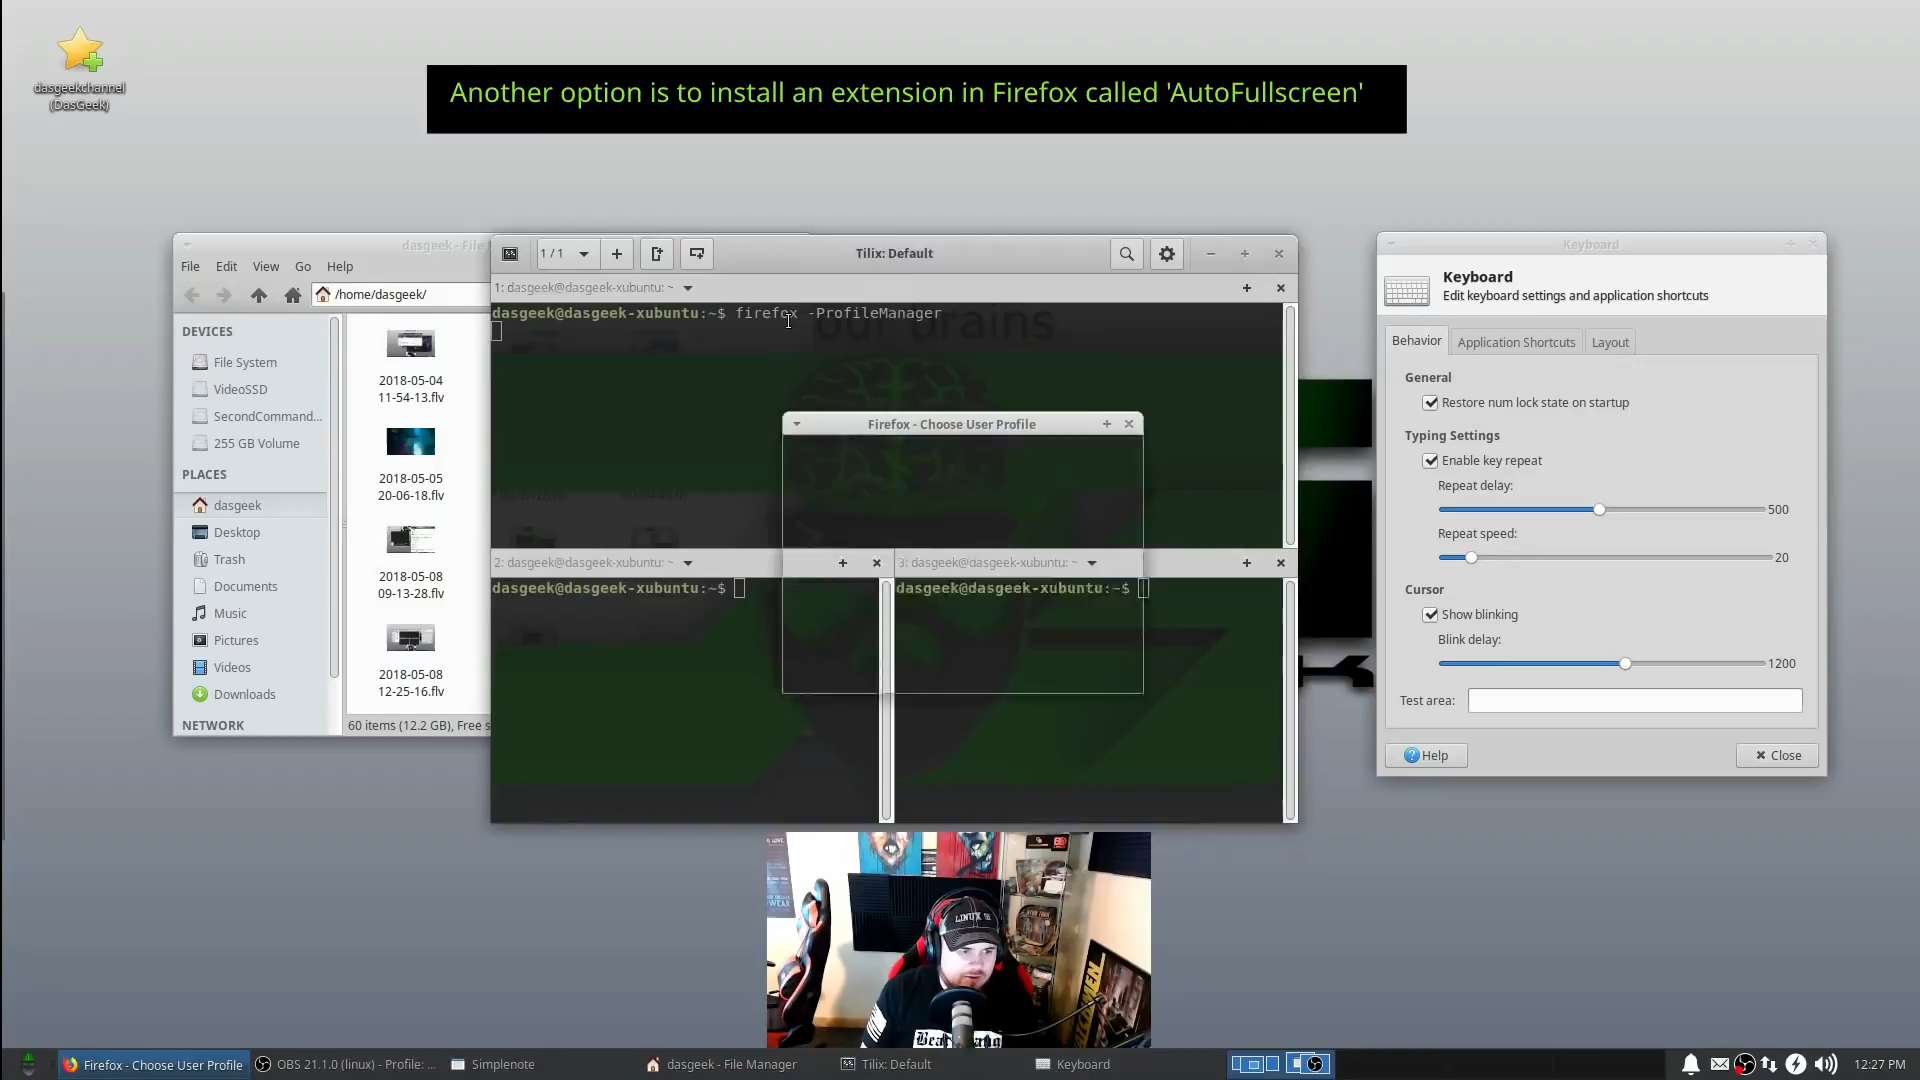 dasgeekchannel
(DasGeek)
Another option is to install an extension in Firefox called 'AutoFullscreen'
dasgeek - File
File Edit View Go Help
/home/dasgeek/
DEVICES
File System
VideoSSD
SecondCommand...
255 GB Volume
PLACES
dasgeek
Desktop
Trash
Documents
Music
Pictures
Videos
Downloads
NETWORK
2018-05-04
11-54-13.flv
2018-05-05
20-06-18.flv
2018-05-08
09-13-28.flv
2018-05-08
12-25-16.flv
60 items (12.2 GB), Free s
1 / 1
Tilix: Default
1: dasgeek@dasgeek-xubuntu: ~
dasgeek@dasgeek-xubuntu:~$ firefox -ProfileManager
our brains
Firefox - Choose User Profile
2: dasgeek@dasgeek-xubuntu: ~
dasgeek@dasgeek-xubuntu:~$
3: dasgeek@dasgeek-xubuntu: ~
dasgeek@dasgeek-xubuntu:~$
Keyboard
Keyboard
Edit keyboard settings and application shortcuts
Behavior Application Shortcuts Layout
General
Restore num lock state on startup
Typing Settings
Enable key repeat
Repeat delay:
500
Repeat speed:
20
Cursor
Show blinking
Blink delay:
1200
Test area:
Help
Close
LINUX
Firefox - Choose User Profile
OBS 21.1.0 (linux) - Profile: ...
Simplenote
dasgeek - File Manager
Tilix: Default
Keyboard
12:27 PM